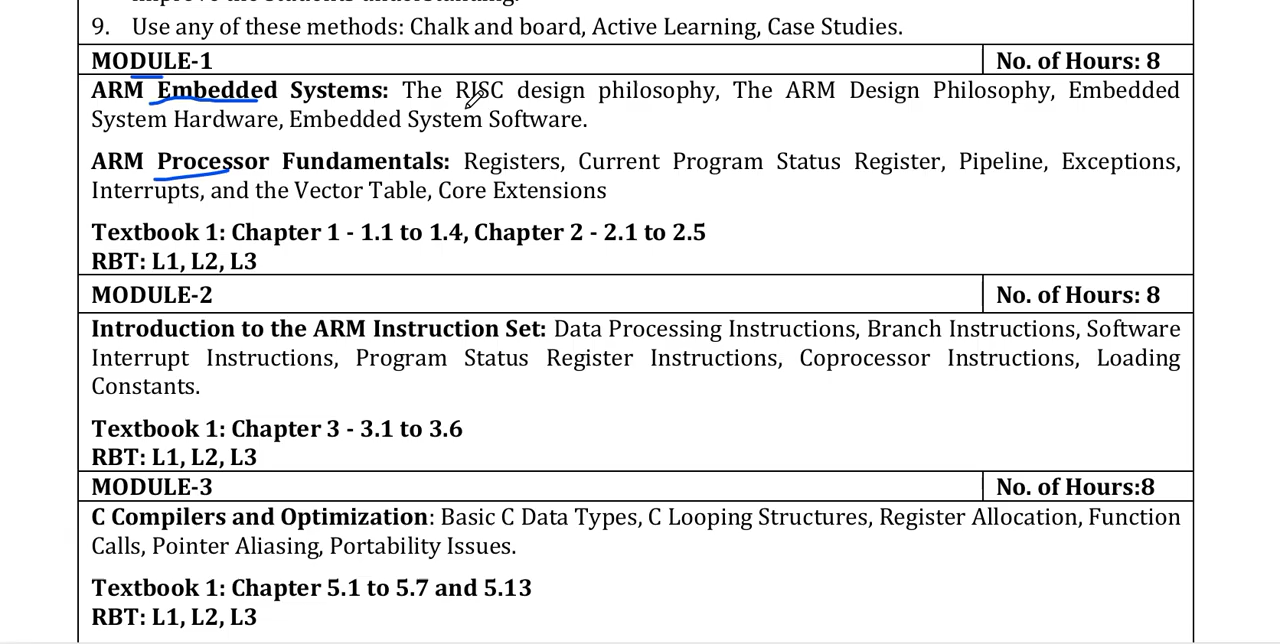 9. Use any of these methods: Chalk and board, Active Learning, Case Studies.
MODULE-1 No. of Hours: 8
ARM Embedded Systems: The RISC design philosophy, The ARM Design Philosophy, Embedded
System Hardware, Embedded System Software.
ARM Processor Fundamentals: Registers, Current Program Status Register, Pipeline, Exceptions,
Interrupts, and the Vector Table, Core Extensions
Textbook 1: Chapter 1 - 1.1 to 1.4, Chapter 2 - 2.1 to 2.5
RBT: L1, L2, L3
MODULE-2 No. of Hours: 8
Introduction to the ARM Instruction Set: Data Processing Instructions, Branch Instructions, Software
Interrupt Instructions, Program Status Register Instructions, Coprocessor Instructions, Loading
Constants.
Textbook 1: Chapter 3 - 3.1 to 3.6
RBT: L1, L2, L3
MODULE-3 No. of Hours:8
C Compilers and Optimization: Basic C Data Types, C Looping Structures, Register Allocation, Function
Calls, Pointer Aliasing, Portability Issues.
Textbook 1: Chapter 5.1 to 5.7 and 5.13
RBT: L1, L2, L3